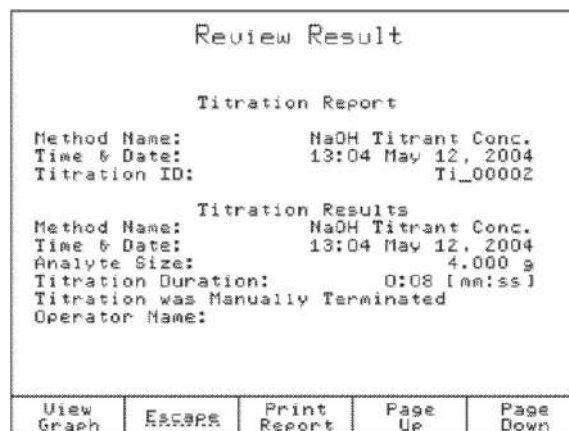 Review Result
Titration Report
Method Name: NaOH Titrant Conc.
Time & Date: 13:04 May 12, 2004
Titration ID: Ti_00002
Titration Results
Method Name: NaOH Titrant Conc.
Time & Date: 13:04 May 12, 2004
Analyte Size: 4.000 g
Titration Duration: 0:08 [mm:ss]
Titration was Manually Terminated
Operator Name:
View Graph Escape Print Report Page Up Page Down